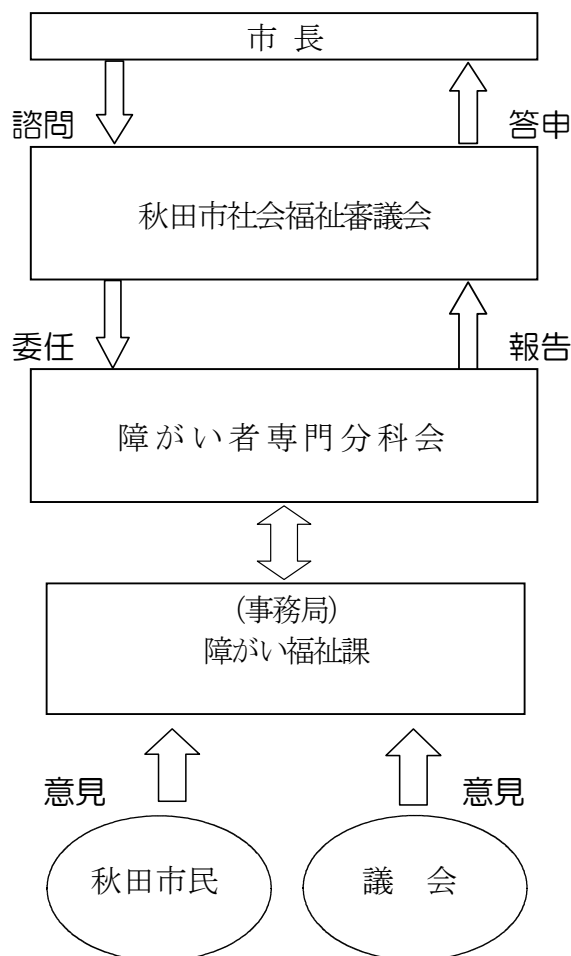 市 長
諮問
答申
秋田市社会福祉審議会
委任
報告
障がい者専門分科会
(事務局)
障がい福祉課
意見
意見
秋田市民
議 会